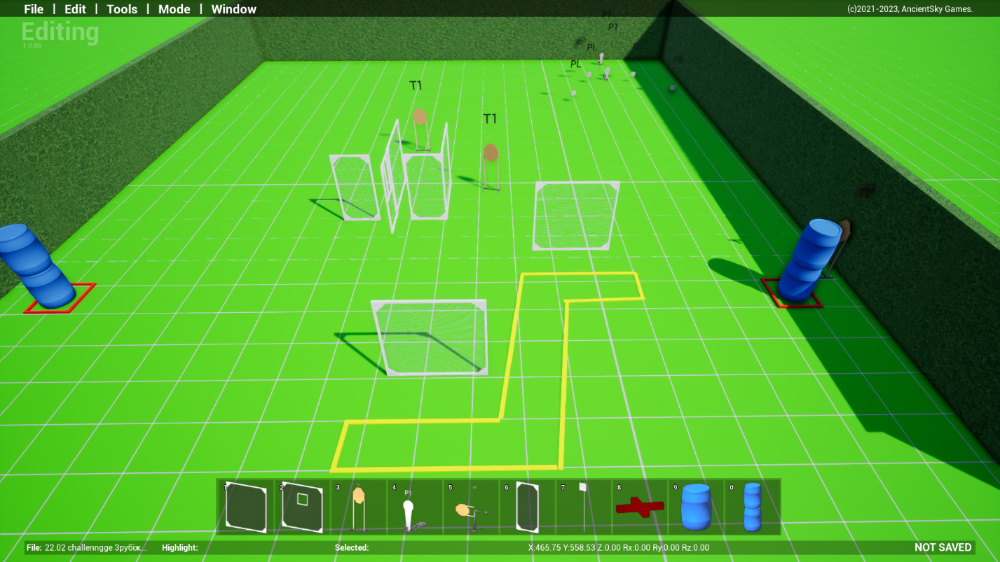 File | Edit | Tools | Mode | Window
(c)2021-2023, AncientSky Games.
Editing
1.0.85
P1
P1
PL
PL
PL
T1
T1
1 2 3 4 5 6 7 8 9 0
P1
File: 22.02 challenngge Зрубіж... Highlight: Selected: X:465.75 Y:558.53 Z:0.00 Rx:0.00 Ry:0.00 Rz:0.00 NOT SAVED